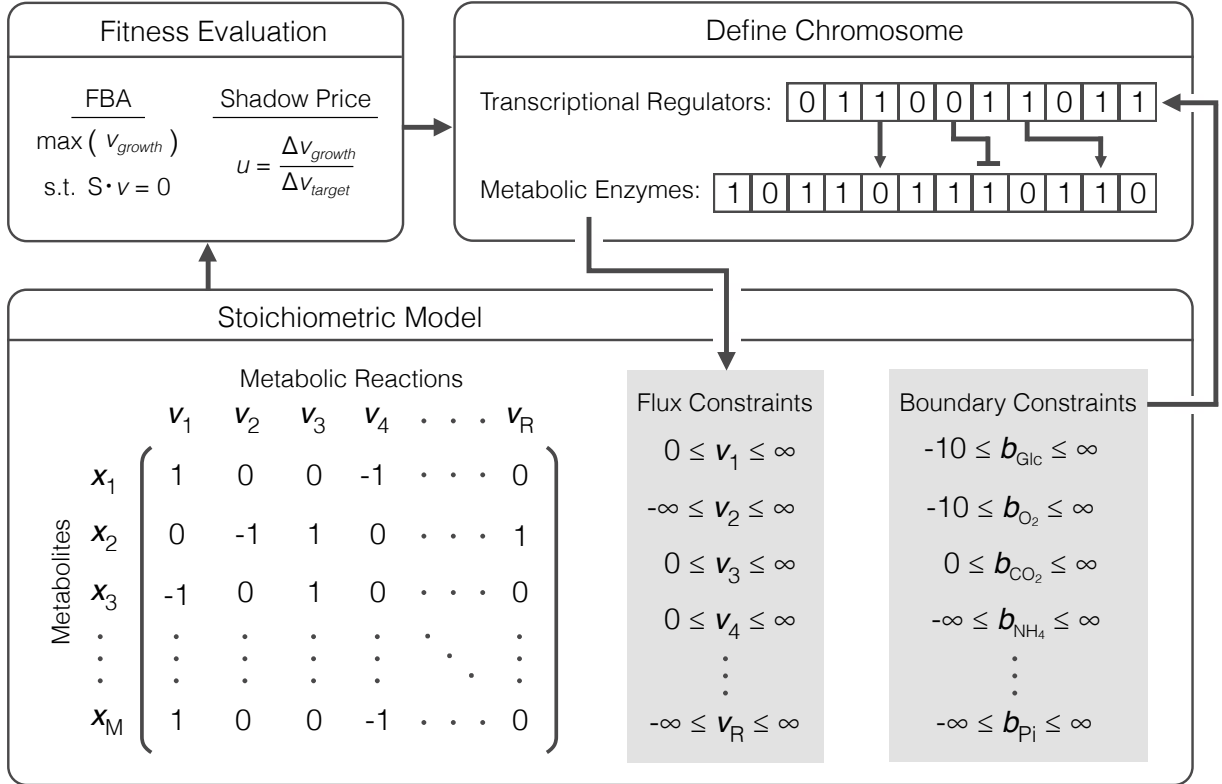 Fitness Evaluation
FBA
max ( v_growth )
s.t. S · v = 0
Shadow Price
u = Δv_growth / Δv_target
Define Chromosome
Transcriptional Regulators: 0 1 1 0 0 1 1 0 1 1
Metabolic Enzymes: 1 0 1 1 0 1 1 1 0 1 1 0
Stoichiometric Model
Metabolic Reactions
v₁ v₂ v₃ v₄ · · · v_R
Metabolites
x₁ 1 0 0 -1 · · · 0
x₂ 0 -1 1 0 · · · 1
x₃ -1 0 1 0 · · · 0
x_M 1 0 0 -1 · · · 0
Flux Constraints
0 ≤ v₁ ≤ ∞
-∞ ≤ v₂ ≤ ∞
0 ≤ v₃ ≤ ∞
0 ≤ v₄ ≤ ∞
-∞ ≤ v_R ≤ ∞
Boundary Constraints
-10 ≤ b_Glc ≤ ∞
-10 ≤ b_O₂ ≤ ∞
0 ≤ b_CO₂ ≤ ∞
-∞ ≤ b_NH₄ ≤ ∞
-∞ ≤ b_Pi ≤ ∞